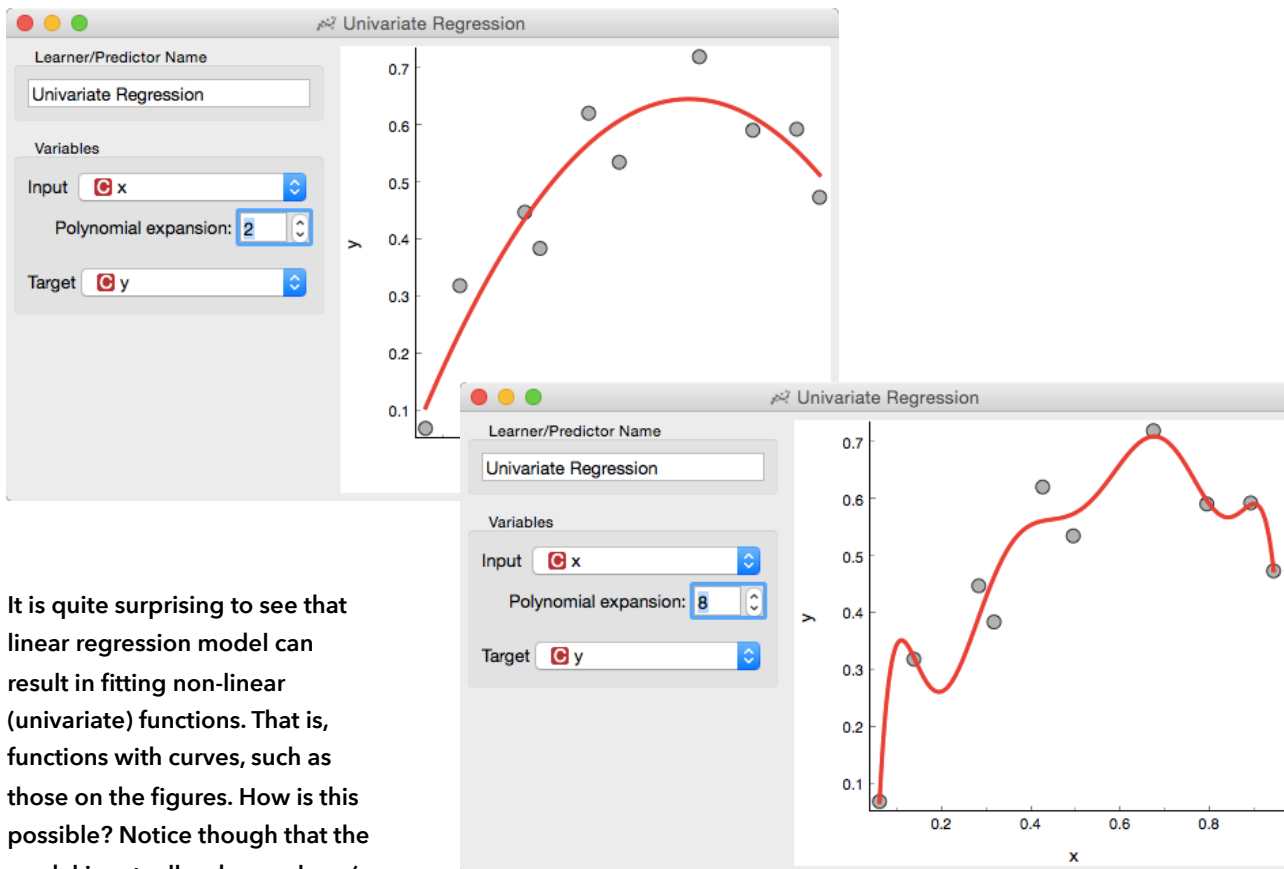 Univariate Regression
Learner/Predictor Name
Univariate Regression
Variables
Input C x
Polynomial expansion: 2
Target C y
y
0.7
0.6
0.5
0.4
0.3
0.2
0.1
Univariate Regression
Learner/Predictor Name
Univariate Regression
Variables
Input C x
Polynomial expansion: 8
Target C y
y
0.7
0.6
0.5
0.4
0.3
0.2
0.1
0.2 0.4 0.6 0.8
x
It is quite surprising to see that
linear regression model can
result in fitting non-linear
(univariate) functions. That is,
functions with curves, such as
those on the figures. How is this
possible? Notice though that the